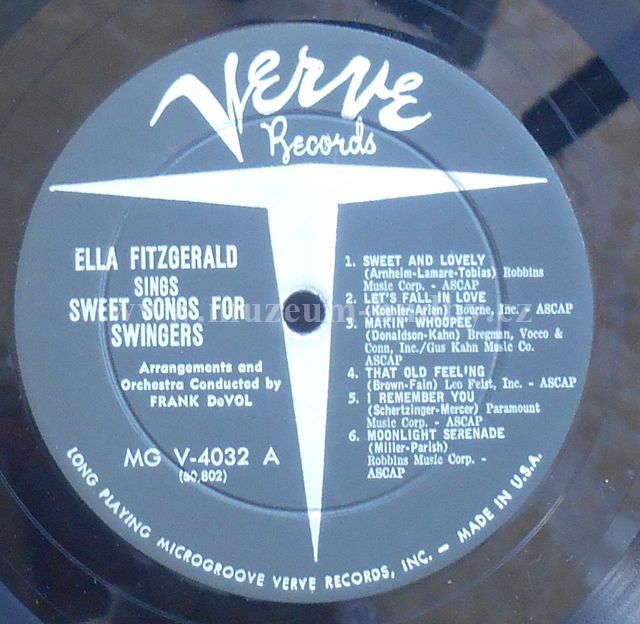 Verve
Records
ELLA FITZGERALD
SINGS
SWEET SONGS FOR
SWINGERS
Arrangements and
Orchestra Conducted by
FRANK DeVOL
MG V-4032 A
(50,802)
1. SWEET AND LOVELY
(Arnheim-Lamare-Tobias) Robbins
Music Corp. - ASCAP
2. LET'S FALL IN LOVE
(Koehler-Arlen) Bourne, Inc. - ASCAP
3. MAKIN' WHOOPEE
(Donaldson-Kahn) Bregman, Vocco &
Conn, Inc./Gus Kahn Music Co.
ASCAP
4. THAT OLD FEELING
(Brown-Fain) Leo Feist, Inc. - ASCAP
5. I REMEMBER YOU
(Schertzinger-Mercer) Paramount
Music Corp. - ASCAP
6. MOONLIGHT SERENADE
(Miller-Parish)
Robbins Music Corp. -
ASCAP
LONG PLAYING MICROGROOVE VERVE RECORDS, INC. - MADE IN U.S.A.